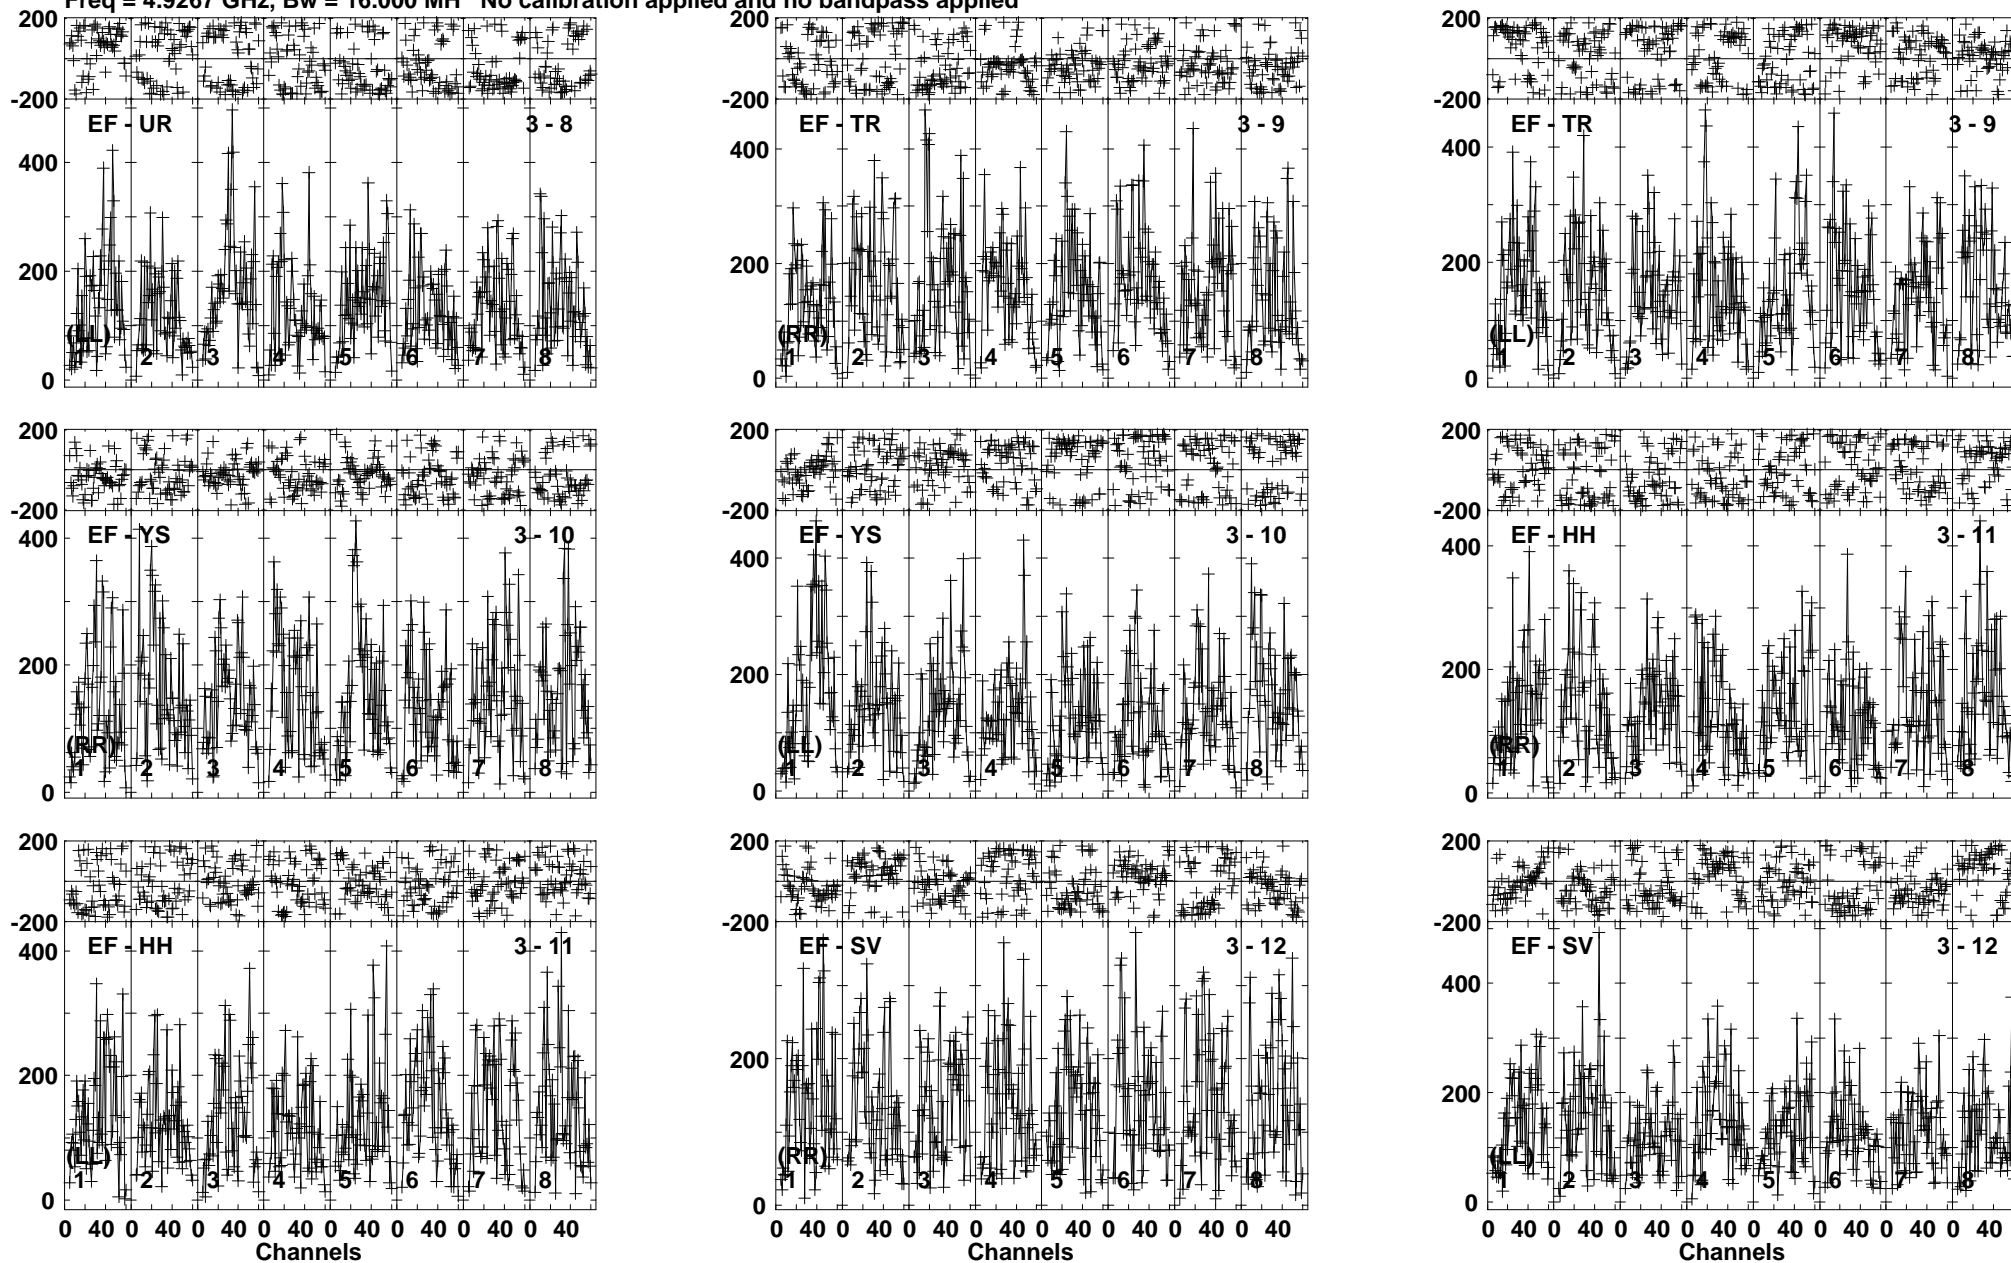 Freq = 4.9267 GHz, Bw = 16.000 MH No calibration applied and no bandpass applied
200 200 200
-200 -200 -200
EF - UR 3 - 8 EF - TR 3 - 9 EF - TR 3 - 9
400 400 400
200 200 200
(LL) (RR) (LL)
1 2 3 4 5 6 7 8 1 2 3 4 5 6 7 8 1 2 3 4 5 6 7 8
0 0 0
200 200 200
-200 -200 -200
EF - YS 3 - 10 EF - YS 3 - 10 EF - HH 3 - 11
400 400 400
200 200 200
(RR) (LL) (RR)
1 2 3 4 5 6 7 8 1 2 3 4 5 6 7 8 1 2 3 4 5 6 7 8
0 0 0
200 200 200
-200 -200 -200
EF - HH 3 - 11 EF - SV 3 - 12 EF - SV 3 - 12
400 400
200 200 200
(LL) (RR) (LL)
1 2 3 4 5 6 7 8 1 2 3 4 5 6 7 8 1 2 3 4 5 6 7 8
0 0 0
0 40 0 40 0 40 0 40 0 40 0 40 0 40 0 40 0 40 0 40 0 40 0 40 0 40 0 40 0 40 0 40 0 40 0 40 0 40 0 40 0 40 0 40 0 40 0 40
Channels Channels Channels